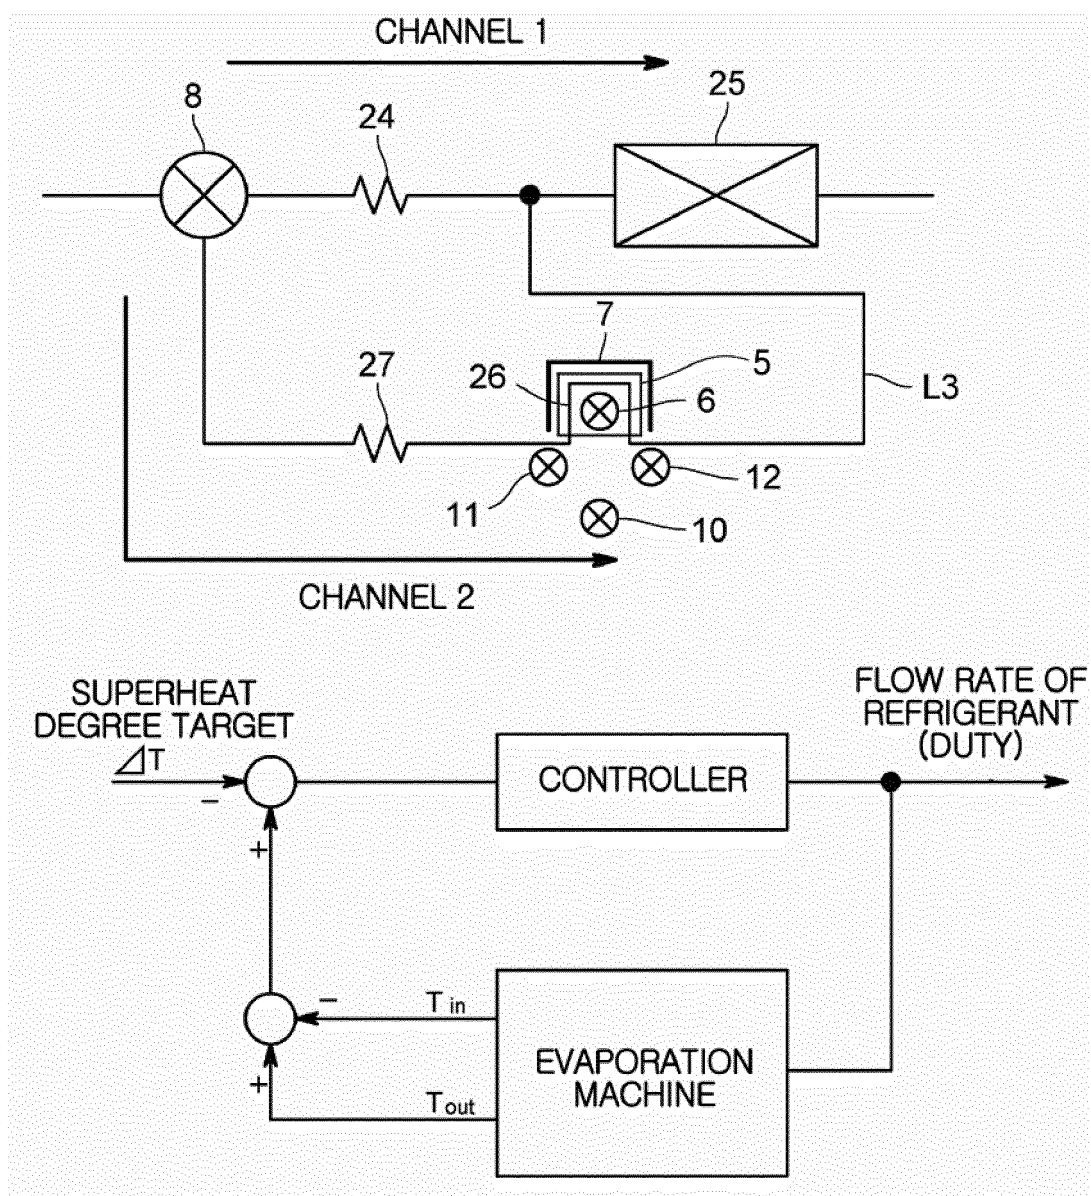 CHANNEL 1
8
24
25
7
5
26
6
27
L3
11
12
10
CHANNEL 2
SUPERHEAT
DEGREE TARGET
⊿T
−
+
CONTROLLER
FLOW RATE OF
REFRIGERANT
(DUTY)
−
T in
+
T out
EVAPORATION
MACHINE